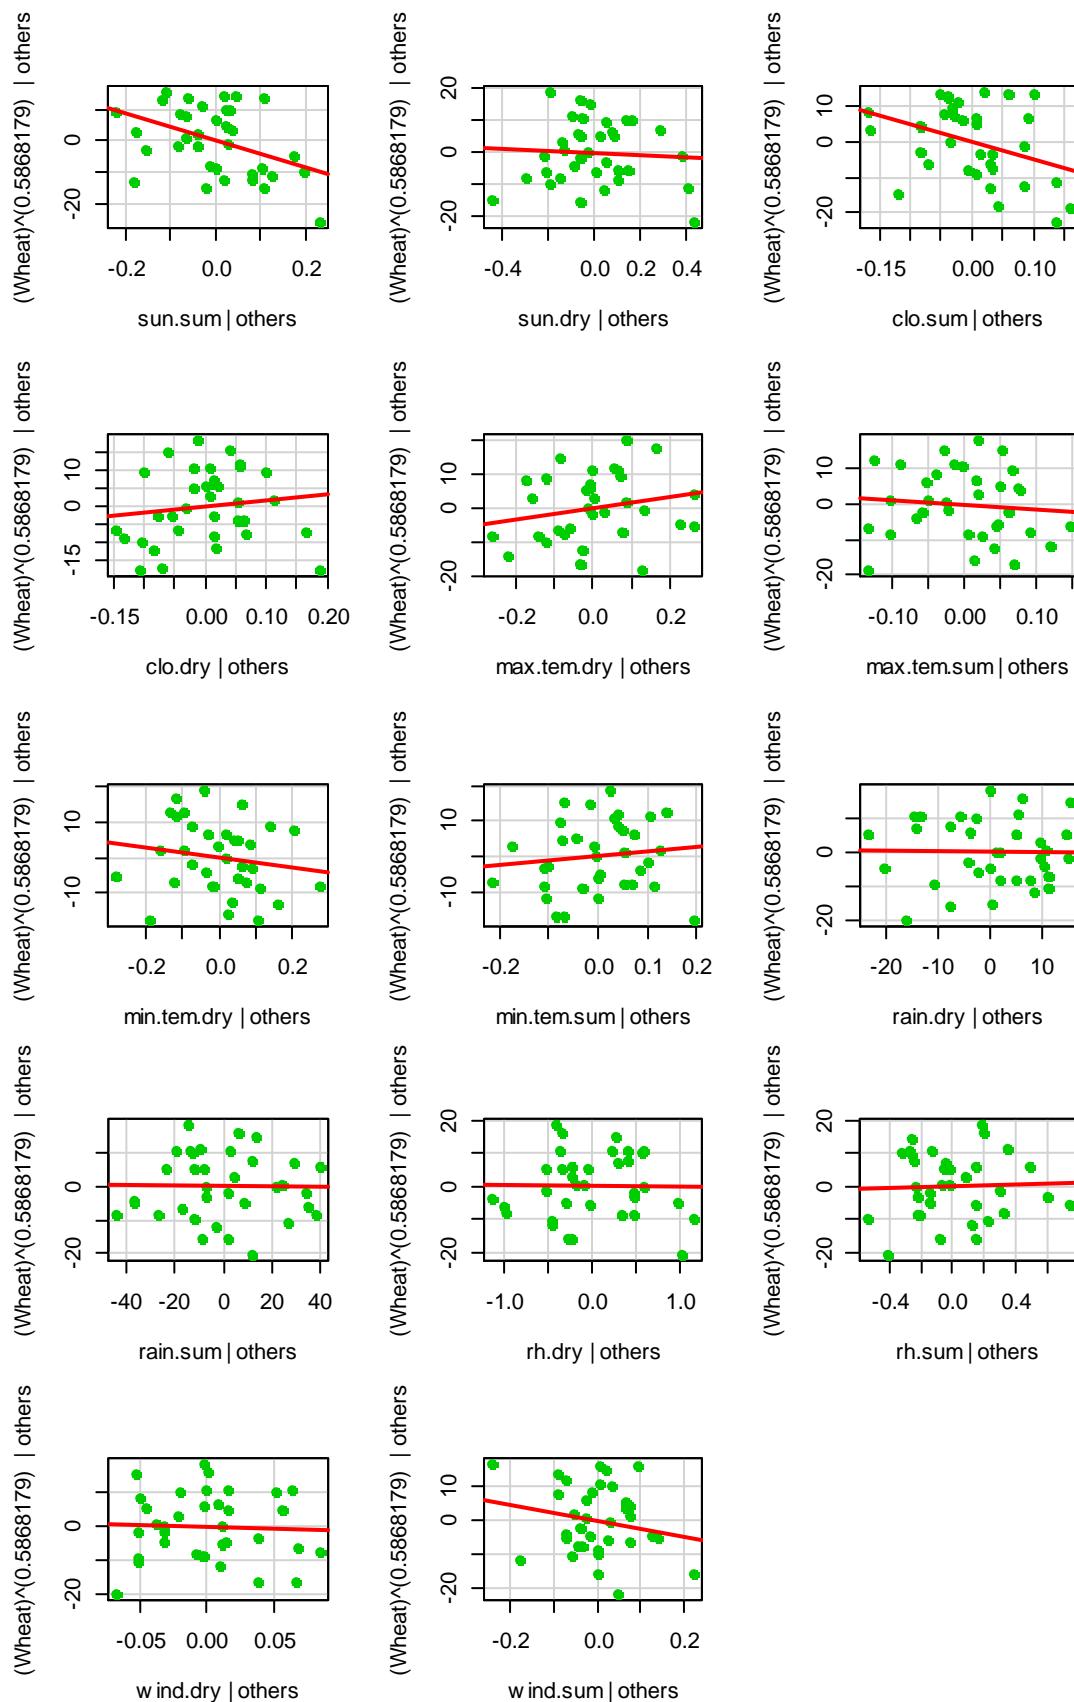 (Wheat)^(0.5868179) | others
-20 0
-0.2 0.0 0.2
sun.sum | others
(Wheat)^(0.5868179) | others
-20 0 10 20
-0.4 0.0 0.2 0.4
sun.dry | others
(Wheat)^(0.5868179) | others
-20 0 10
-0.15 0.00 0.10
clo.sum | others
(Wheat)^(0.5868179) | others
-15 0 10
-0.15 0.00 0.10 0.20
clo.dry | others
(Wheat)^(0.5868179) | others
-20 0 10
-0.2 0.0 0.2
max.tem.dry | others
(Wheat)^(0.5868179) | others
-20 0 10
-0.10 0.00 0.10
max.tem.sum | others
(Wheat)^(0.5868179) | others
-10 10
-0.2 0.0 0.2
min.tem.dry | others
(Wheat)^(0.5868179) | others
-10 10
-0.2 0.0 0.1 0.2
min.tem.sum | others
(Wheat)^(0.5868179) | others
-20 0 10
-20 -10 0 10
rain.dry | others
(Wheat)^(0.5868179) | others
-20 0 10 20
-40 -20 0 20 40
rain.sum | others
(Wheat)^(0.5868179) | others
-20 0 20
-1.0 0.0 1.0
rh.dry | others
(Wheat)^(0.5868179) | others
-20 0 20
-0.4 0.0 0.4
rh.sum | others
(Wheat)^(0.5868179) | others
-20 0 10
-0.05 0.00 0.05
wind.dry | others
(Wheat)^(0.5868179) | others
-20 0 10
-0.2 0.0 0.2
wind.sum | others